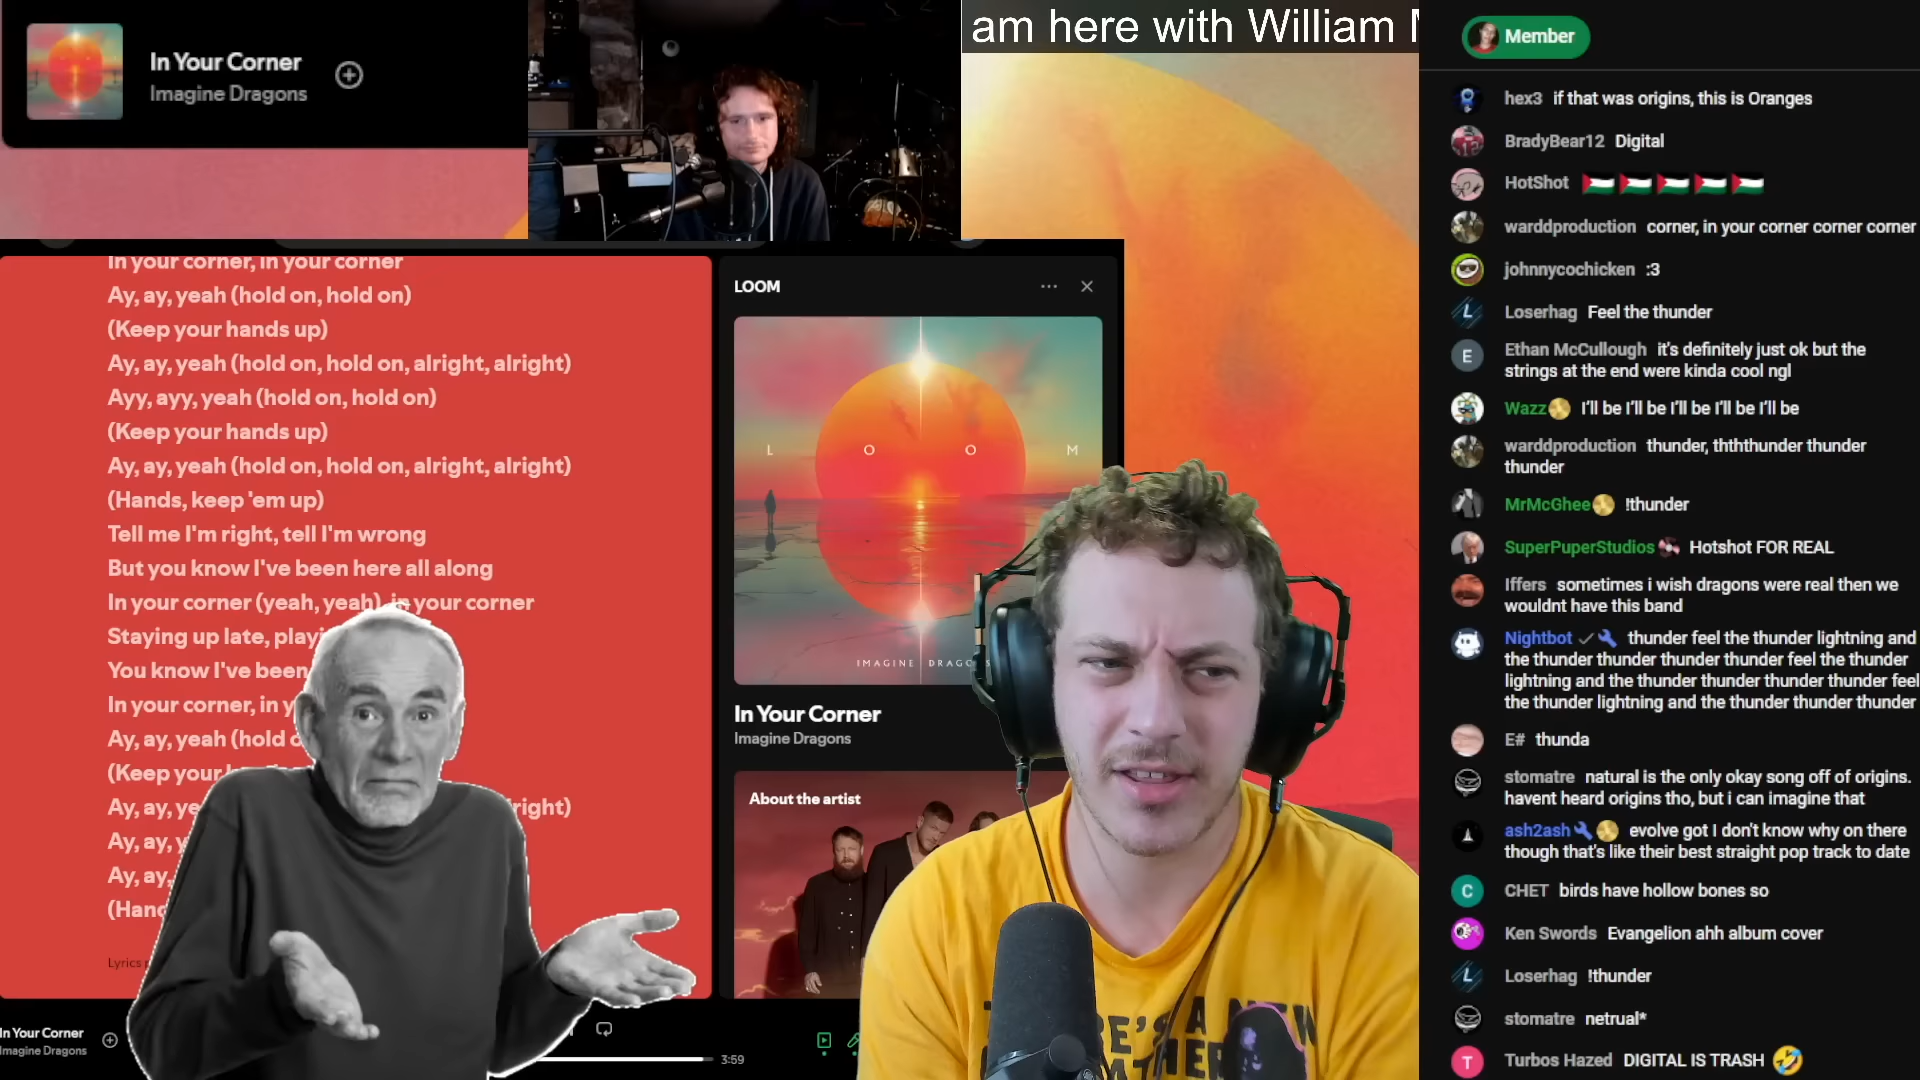 In Your Corner
Imagine Dragons
am here with William
In your corner, in your corner
Ay, ay, yeah (hold on, hold on)
(Keep your hands up)
Ay, ay, yeah (hold on, hold on, alright, alright)
Ayy, ayy, yeah (hold on, hold on)
(Keep your hands up)
Ay, ay, yeah (hold on, hold on, alright, alright)
(Hands, keep 'em up)
Tell me I'm right, tell I'm wrong
But you know I've been here all along
In your corner (yeah, yeah), in your corner
Staying up late,
You know I've been
In your corner, in
Ay, ay, yeah (hold
(Keep your
Ay, ay,
Ay, ay,
Ay, ay,
Lyrics
In Your Corner
Imagine Dragons
3:59
LOOM
L O O M
IMAGINE
In Your Corner
Imagine Dragons
About the artist
A NEW
Member
hex3 if that was origins, this is Oranges
BradyBear12 Digital
HotShot 🇵🇸🇵🇸🇵🇸🇵🇸🇵🇸
warddproduction corner, in your corner corner corner
johnnycochicken :3
Loserhag Feel the thunder
E
Ethan McCullough it's definitely just ok but the
strings at the end were kinda cool ngl
Wazz I'll be I'll be I'll be I'll be I'll be
warddproduction thunder, thththunder thunder
thunder
MrMcGhee !thunder
SuperPuperStudios Hotshot FOR REAL
Iffers sometimes i wish dragons were real then we
wouldnt have this band
Nightbot thunder feel the thunder lightning and
the thunder thunder thunder thunder feel the thunder
lightning and the thunder thunder thunder thunder feel
the thunder lightning and the thunder thunder thunder
E# thunda
stomatre natural is the only okay song off of origins.
havent heard origins tho, but i can imagine that
ash2ash evolve got I don't know why on there
though that's like their best straight pop track to date
C
CHET birds have hollow bones so
Ken Swords Evangelion ahh album cover
Loserhag !thunder
stomatre netrual*
T
Turbos Hazed DIGITAL IS TRASH 🤣